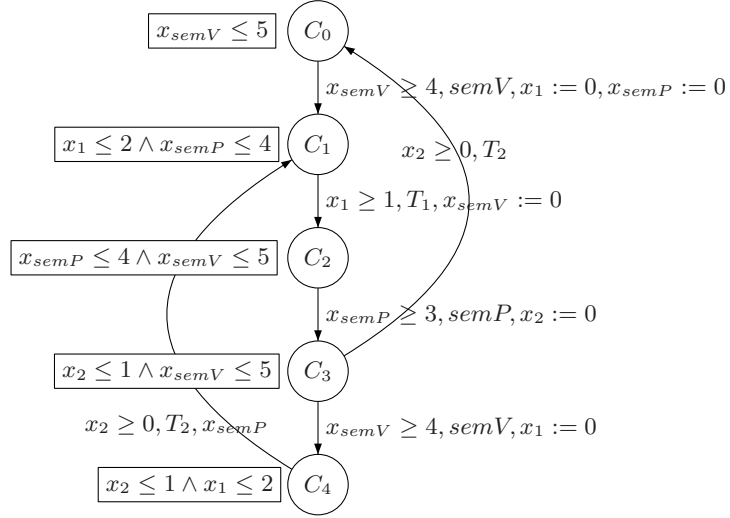 x_{semV} ≤ 5
C_0
x_{semV} ≥ 4, semV, x_1 := 0, x_{semP} := 0
x_1 ≤ 2 ∧ x_{semP} ≤ 4
C_1
x_2 ≥ 0, T_2
x_1 ≥ 1, T_1, x_{semV} := 0
x_{semP} ≤ 4 ∧ x_{semV} ≤ 5
C_2
x_{semP} ≥ 3, semP, x_2 := 0
x_2 ≤ 1 ∧ x_{semV} ≤ 5
C_3
x_2 ≥ 0, T_2, x_{semP}
x_{semV} ≥ 4, semV, x_1 := 0
x_2 ≤ 1 ∧ x_1 ≤ 2
C_4